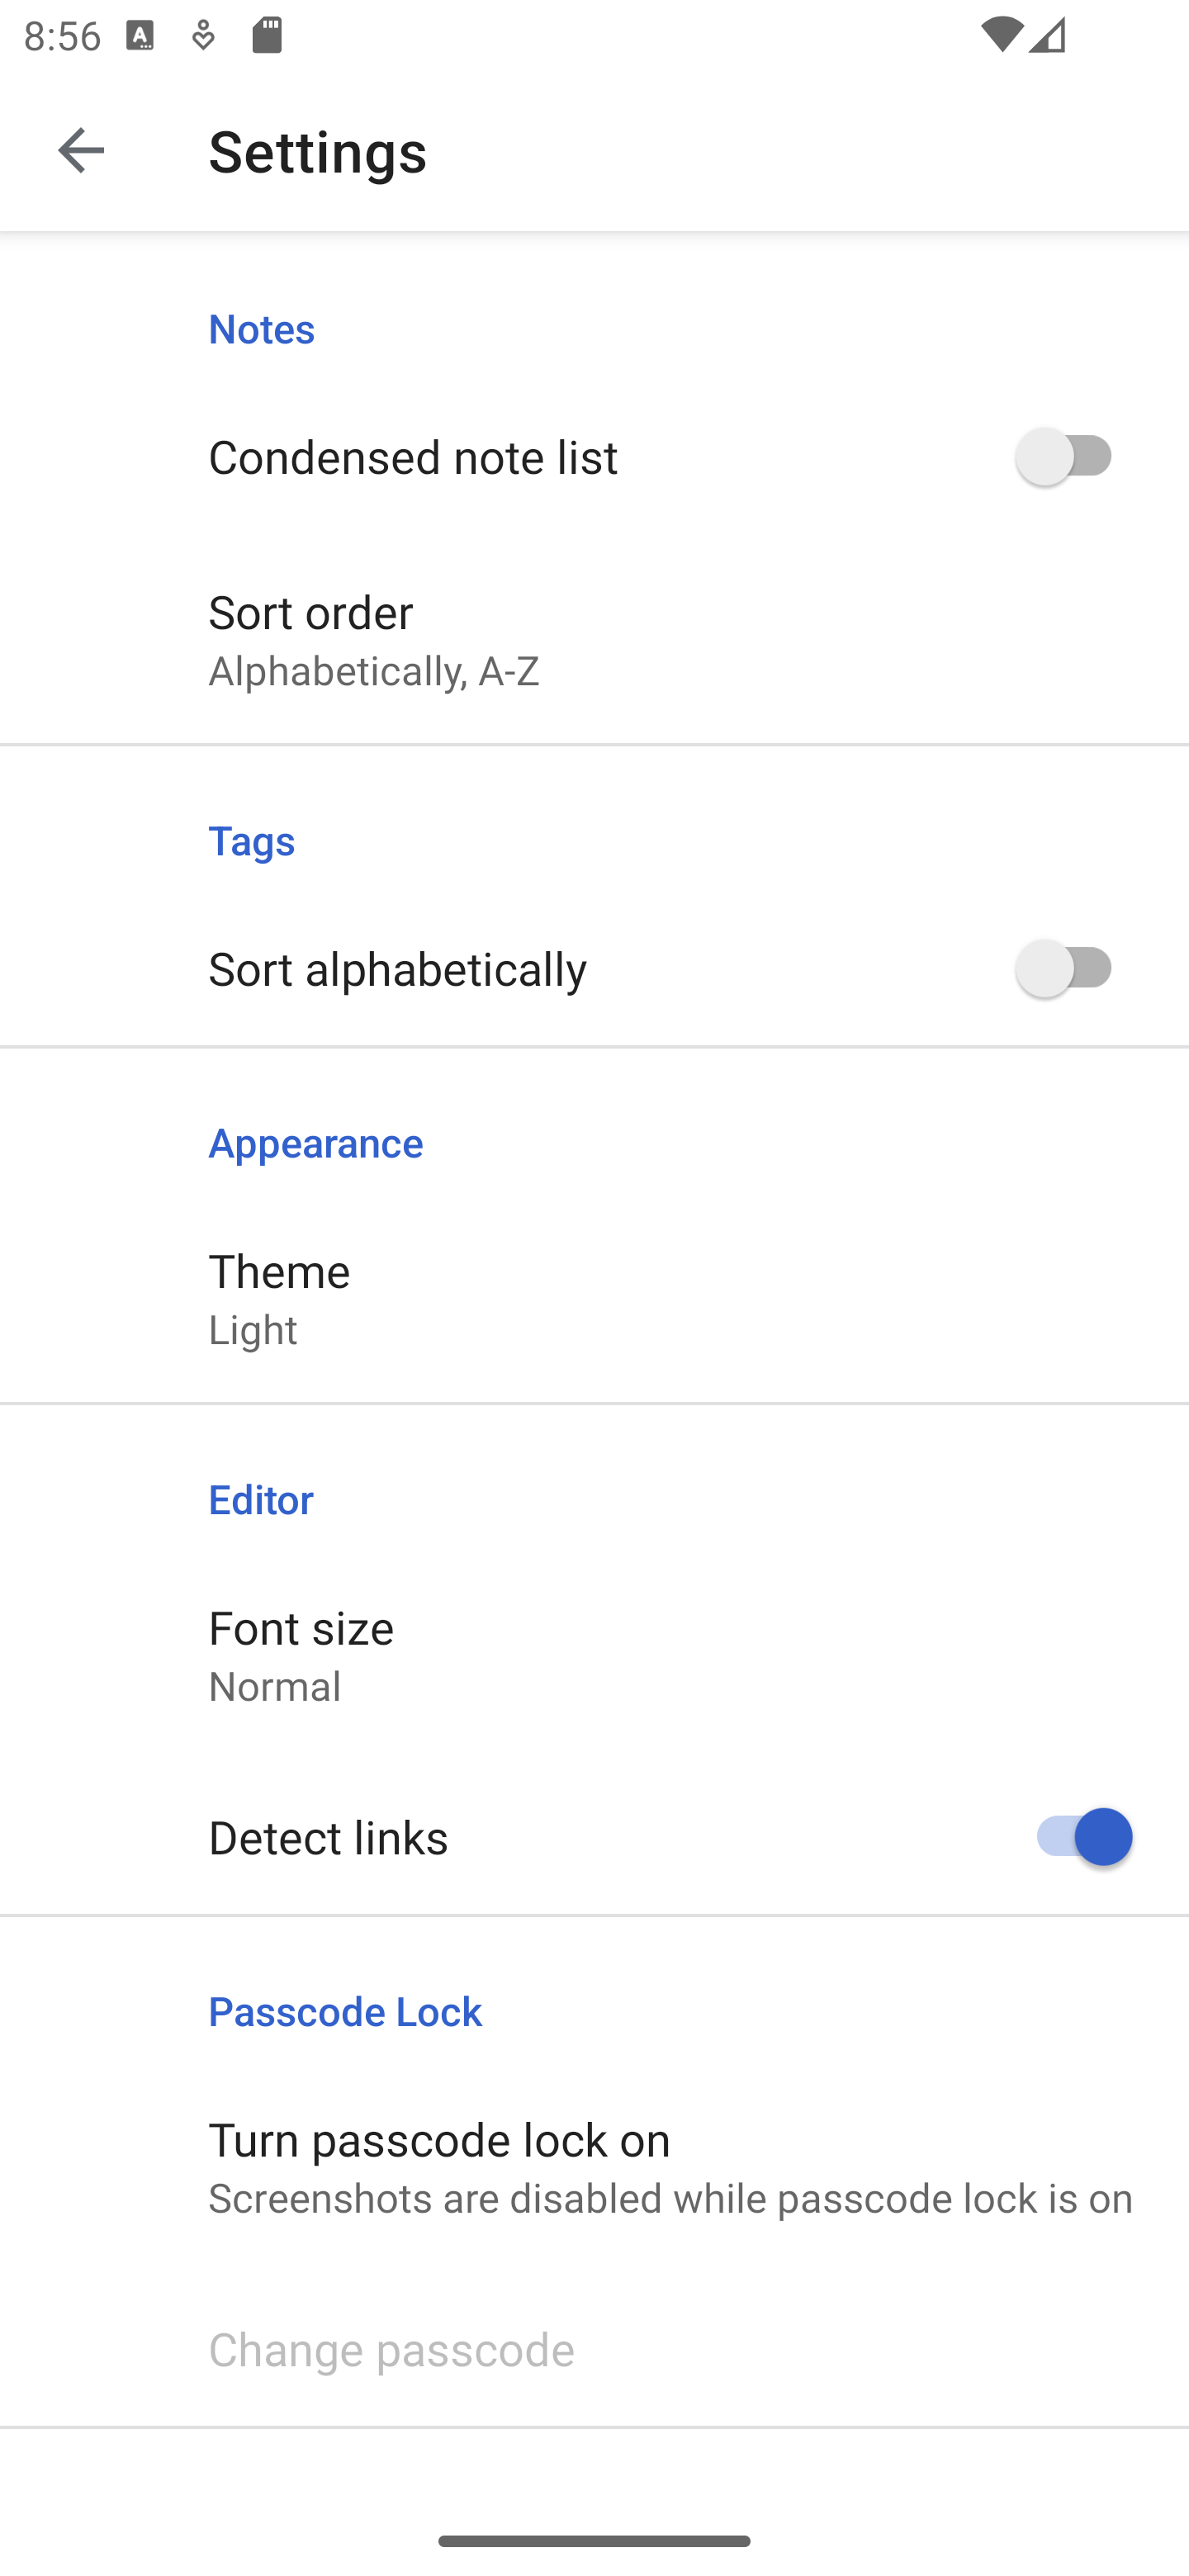 8:56
Settings
Notes
Condensed note list
Sort order
Alphabetically, A-Z
Tags
Sort alphabetically
Appearance
Theme
Light
Editor
Font size
Normal
Detect links
Passcode Lock
Turn passcode lock on
Screenshots are disabled while passcode lock is on
Change passcode